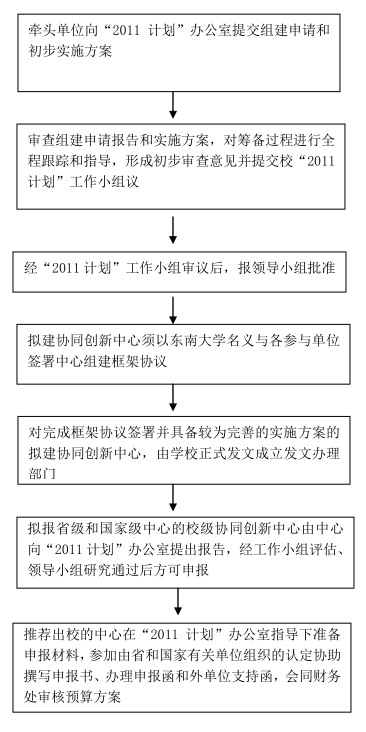 牵头单位向“2011 计划”办公室提交组建申请和
初步实施方案
审查组建申请报告和实施方案，对筹备过程进行全
程跟踪和指导，形成初步审查意见并提交校“2011
计划”工作小组议
经“2011 计划”工作小组审议后，报领导小组批准
拟建协同创新中心须以东南大学名义与各参与单位
签署中心组建框架协议
对完成框架协议签署并具备较为完善的实施方案的
拟建协同创新中心，由学校正式发文成立发文办理
部门
拟报省级和国家级中心的校级协同创新中心由中心
向“2011 计划”办公室提出报告，经工作小组评估、
领导小组研究通过后方可申报
推荐出校的中心在“2011 计划”办公室指导下准备
申报材料，参加由省和国家有关单位组织的认定协助
撰写申报书、办理申报函和外单位支持函，会同财务
处审核预算方案